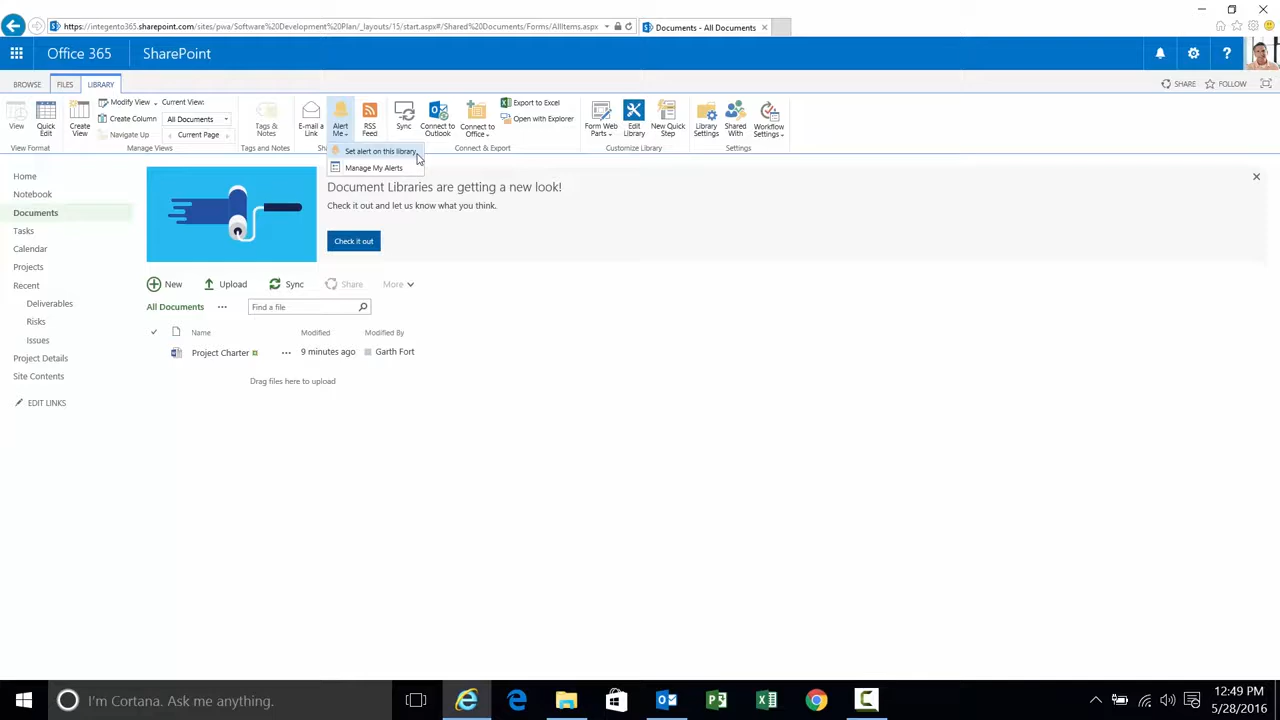 https://integento365.sharepoint.com/sites/pwa/Software%20Development%20Plan/_layouts/15/start.aspx#/Shared%20Documents/Forms/AllItems.aspx
Documents - All Documents
Office 365
SharePoint
?
BROWSE
FILES
LIBRARY
SHARE
FOLLOW
View
Quick
Edit
View Format
Create
View
Modify View
Create Column
Navigate Up
Current View:
All Documents
Current Page
Manage Views
Tags &
Notes
Tags and Notes
E-mail a
Link
Alert
Me
RSS
Feed
Sh
Sync
Connect to
Outlook
Connect to
Office
Export to Excel
Open with Explorer
Connect & Export
Form Web
Parts
Edit
Library
New Quick
Step
Customize Library
Library
Settings
Shared
With
Workflow
Settings
Settings
Set alert on this library
Manage My Alerts
Home
Notebook
Documents
Tasks
Calendar
Projects
Recent
Deliverables
Risks
Issues
Project Details
Site Contents
EDIT LINKS
Document Libraries are getting a new look!
Check it out and let us know what you think.
Check it out
New
Upload
Sync
Share
More
All Documents
Find a file
Name
Modified
Modified By
Project Charter
9 minutes ago
Garth Fort
Drag files here to upload
I'm Cortana. Ask me anything.
12:49 PM
5/28/2016